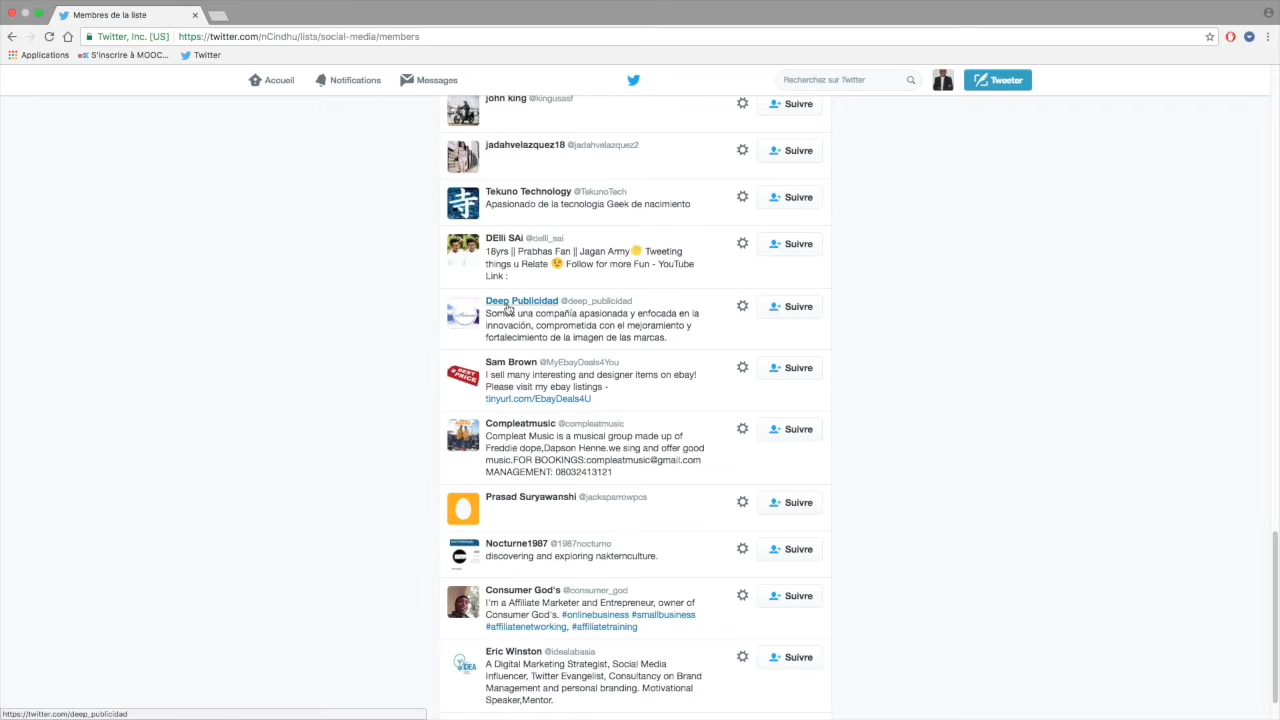 Membres de la liste
Twitter, Inc. [US] https://twitter.com/nCindhu/lists/social-media/members
Applications S'inscrire à MOOC... Twitter
Accueil Notifications Messages Recherchez sur Twitter Tweeter
john king @kingusasf Suivre
jadahvelazquez18 @jadahvelazquez2 Suivre
Tekuno Technology @TekunoTech Suivre
Apasionado de la tecnologia Geek de nacimiento
DElli SAi @delli_sai Suivre
18yrs || Prabhas Fan || Jagan Army Tweeting
things u Relate Follow for more Fun - YouTube
Link :
Deep Publicidad @deep_publicidad Suivre
Somos una compañía apasionada y enfocada en la
innovación, comprometida con el mejoramiento y
fortalecimiento de la imagen de las marcas.
BEST PRICE
Sam Brown @MyEbayDeals4You Suivre
I sell many interesting and designer items on ebay!
Please visit my ebay listings -
tinyurl.com/EbayDeals4U
Compleatmusic @compleatmusic Suivre
Compleat Music is a musical group made up of
Freddie dope,Dapson Henne.we sing and offer good
music.FOR BOOKINGS:compleatmusic@gmail.com
MANAGEMENT: 08032413121
Prasad Suryawanshi @jacksparrowpcs Suivre
Nocturne1987 @1987nocturno Suivre
discovering and exploring nakternculture.
Consumer God's @consumer_god Suivre
I'm a Affiliate Marketer and Entrepreneur, owner of
Consumer God's. #onlinebusiness #smallbusiness
#affiliatenetworking, #affiliatetraining
IDEA
Eric Winston @idealabasia Suivre
A Digital Marketing Strategist, Social Media
Influencer, Twitter Evangelist, Consultancy on Brand
Management and personal branding. Motivational
Speaker,Mentor.
https://twitter.com/deep_publicidad